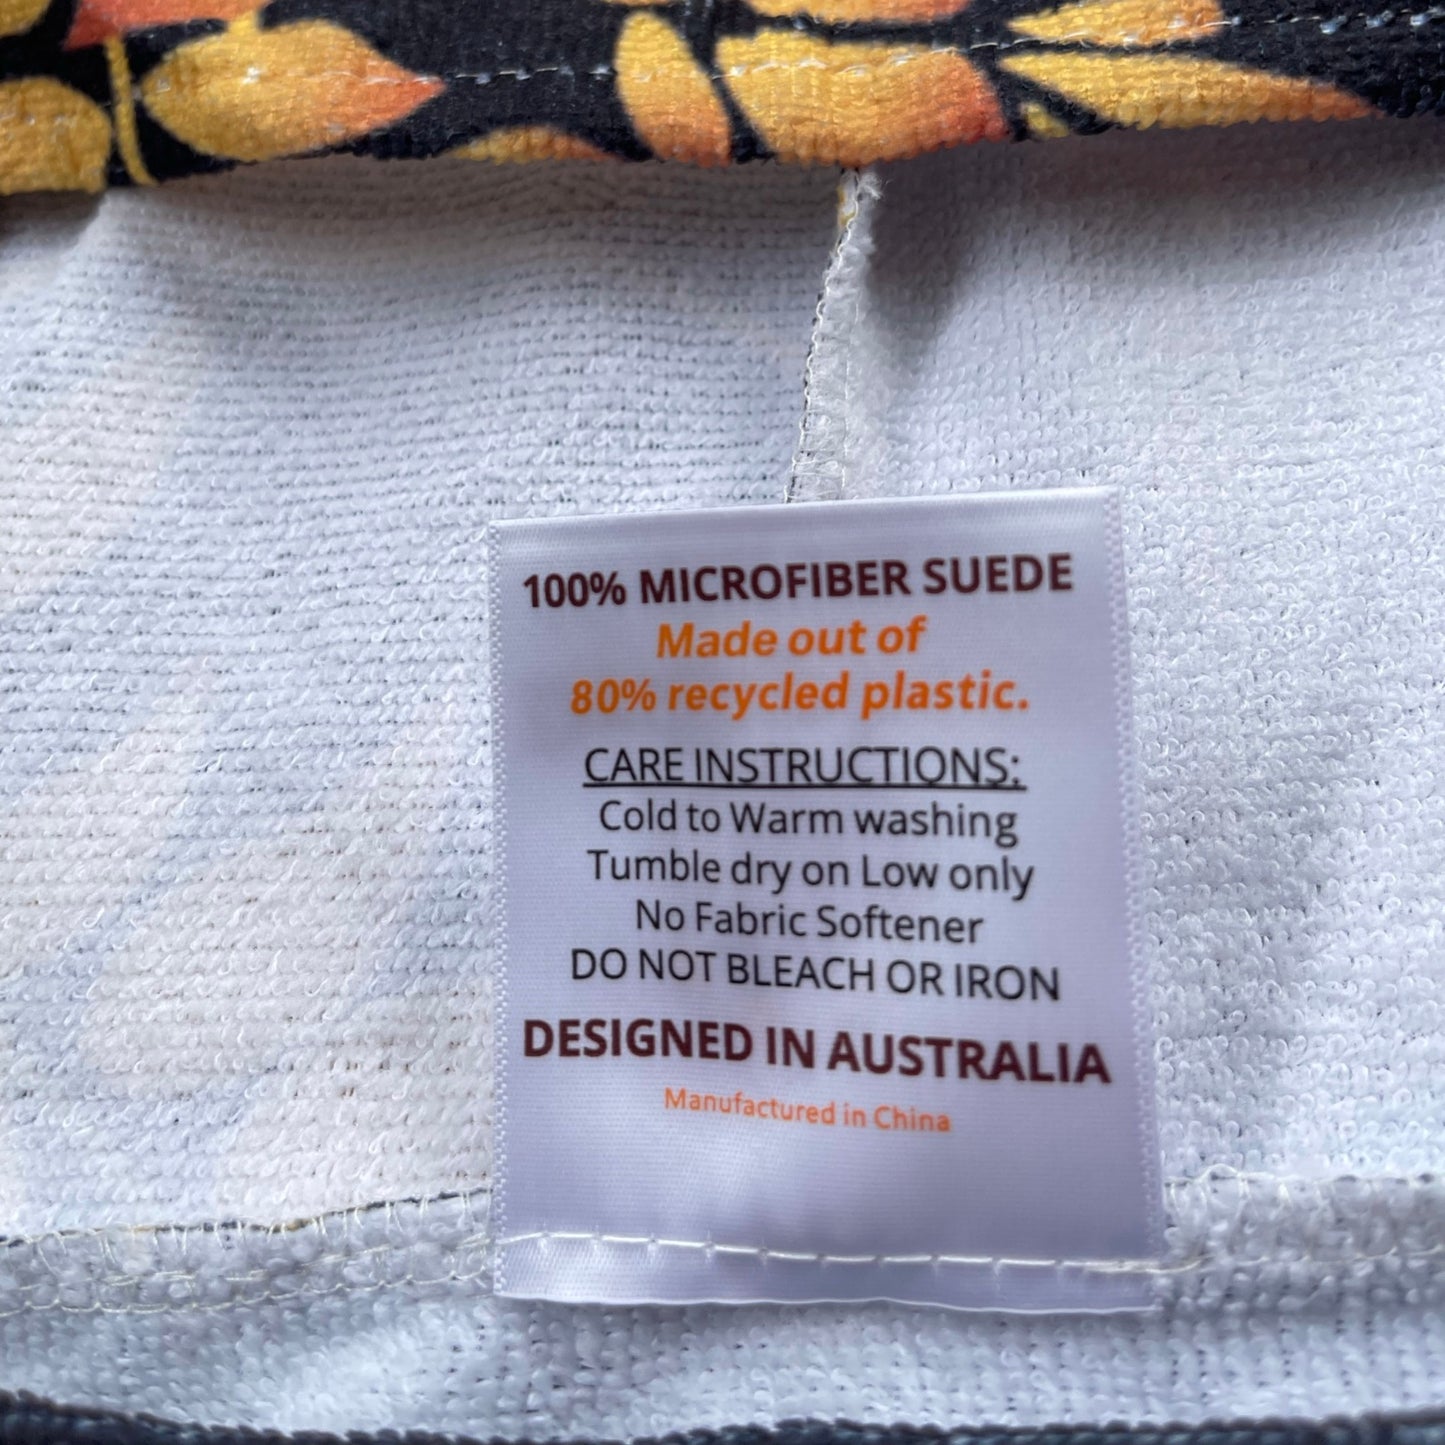 100% MICROFIBER SUEDE
Made out of
80% recycled plastic.
CARE INSTRUCTIONS:
Cold to Warm washing
Tumble dry on Low only
No Fabric Softener
DO NOT BLEACH OR IRON
DESIGNED IN AUSTRALIA
Manufactured in China